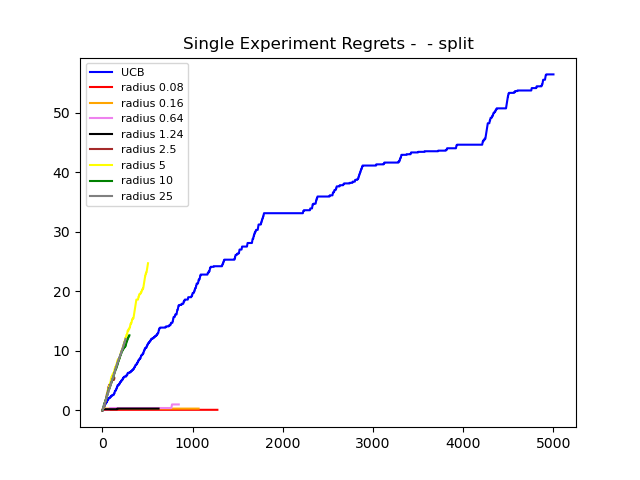 Single Experiment Regrets -  - split
UCB
radius 0.08
radius 0.16
radius 0.64
radius 1.24
radius 2.5
radius 5
radius 10
radius 25
50
40
30
20
10
0
0 1000 2000 3000 4000 5000